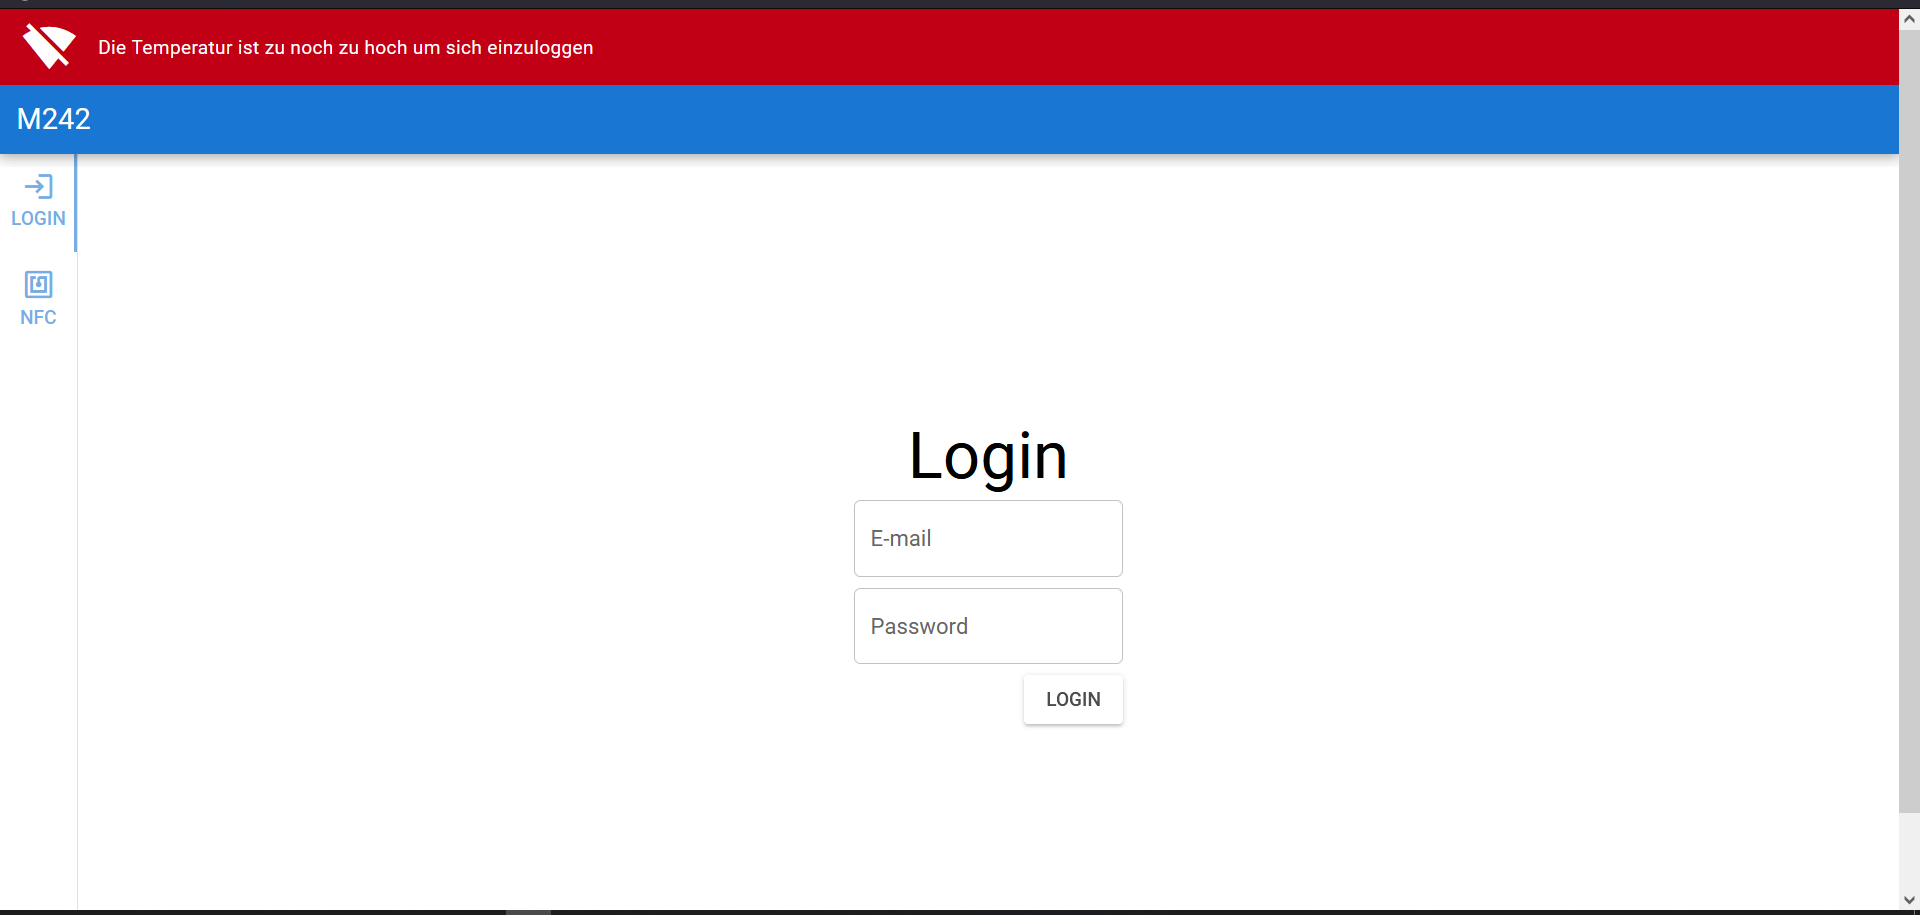 Die Temperatur ist zu noch zu hoch um sich einzuloggen
M242
LOGIN
NFC
Login
E-mail
Password
LOGIN